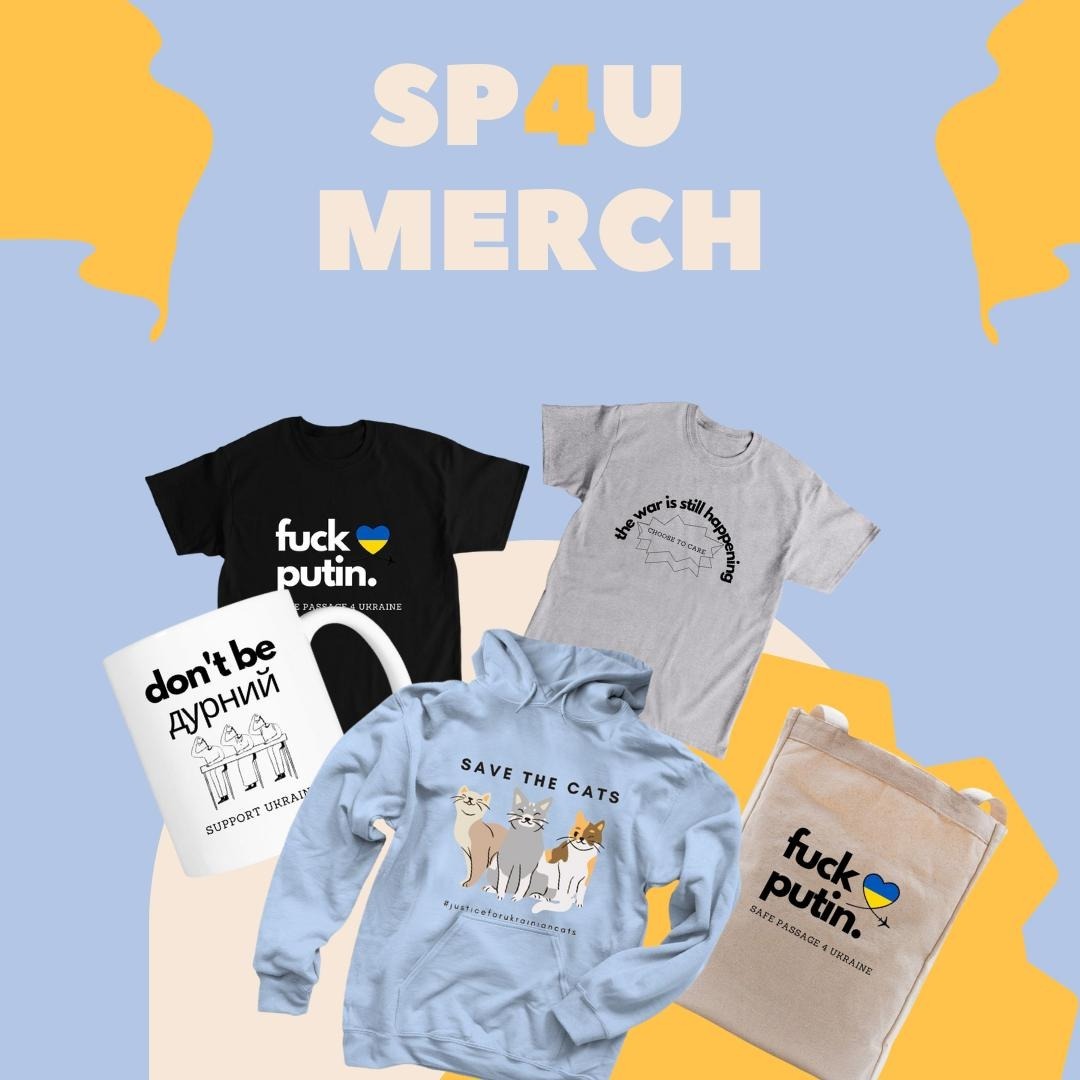 SP4U
MERCH
fuck
putin.
PASSAGE 4 UKRAINE
the war is still happening
CHOOSE TO CARE
don't be
дурний
SUPPORT
SAVE THE CATS
#justiceforukrainiancats
fuck
putin.
SAFE PASSAGE 4 UKRAINE